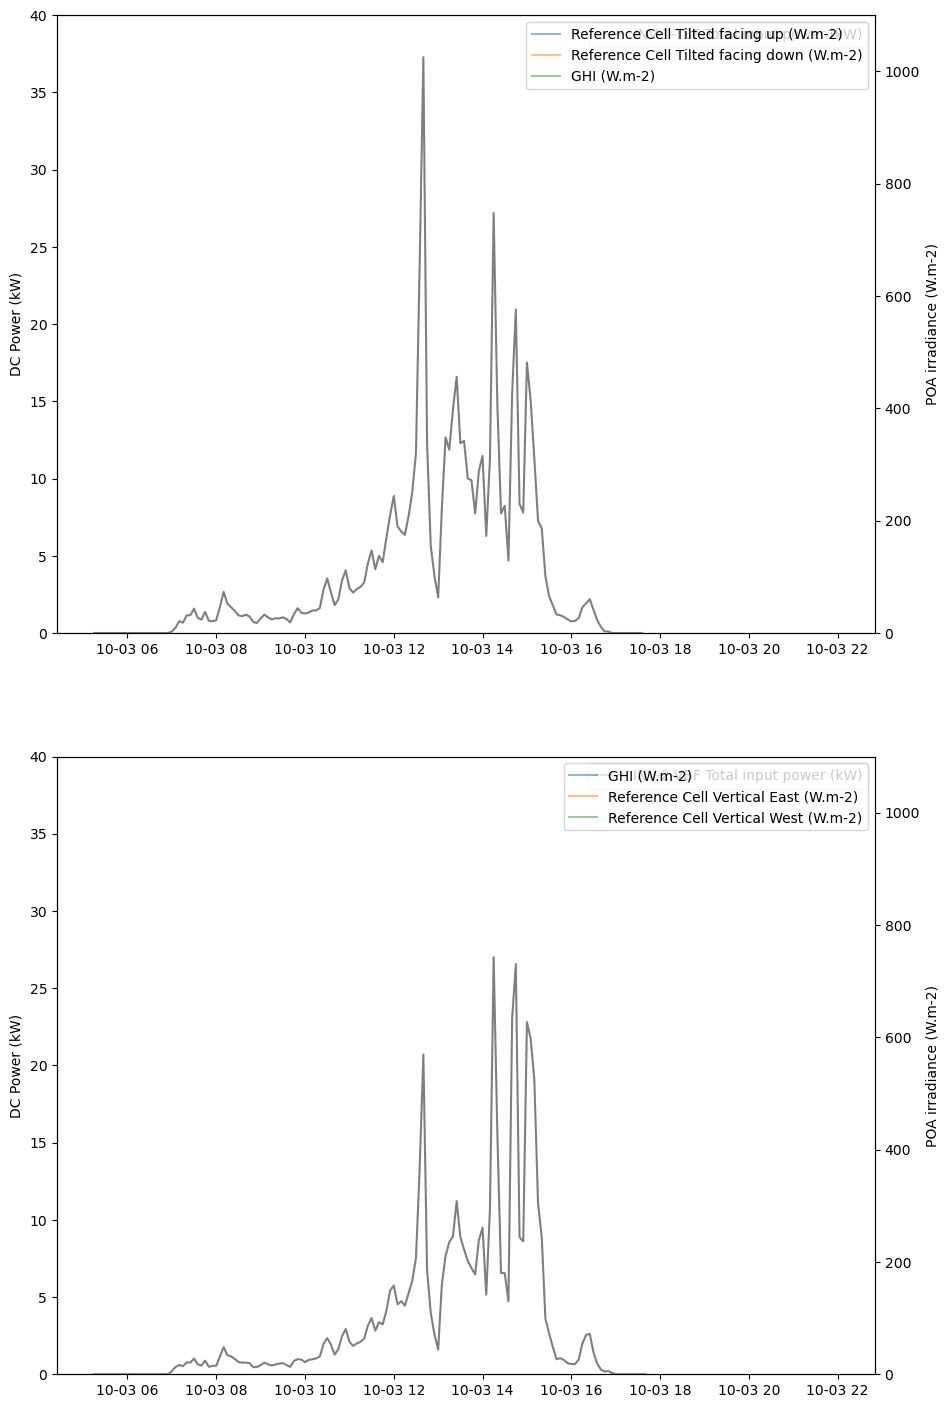 40
35
30
25
20
15
10
5
0
DC Power (kW)
Reference Cell Tilted facing up (W.m-2)
Reference Cell Tilted facing down (W.m-2)
GHI (W.m-2)
1000
800
600
400
200
0
POA irradiance (W.m-2)
10-03 06 10-03 08 10-03 10 10-03 12 10-03 14 10-03 16 10-03 18 10-03 20 10-03 22
40
35
30
25
20
15
10
5
0
DC Power (kW)
Total input power (kW)
GHI (W.m-2)
Reference Cell Vertical East (W.m-2)
Reference Cell Vertical West (W.m-2)
1000
800
600
400
200
0
POA irradiance (W.m-2)
10-03 06 10-03 08 10-03 10 10-03 12 10-03 14 10-03 16 10-03 18 10-03 20 10-03 22